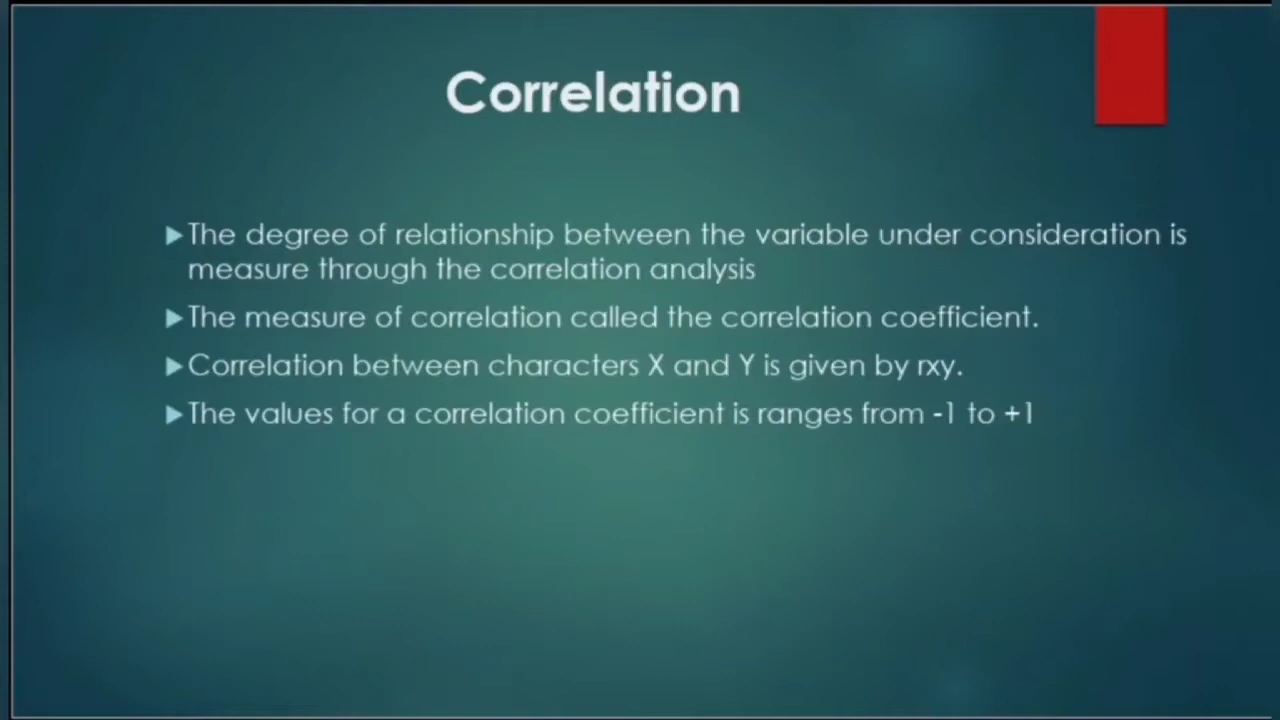 Correlation
The degree of relationship between the variable under consideration is
measure through the correlation analysis
The measure of correlation called the correlation coefficient.
Correlation between characters X and Y is given by rxy.
The values for a correlation coefficient is ranges from -1 to +1